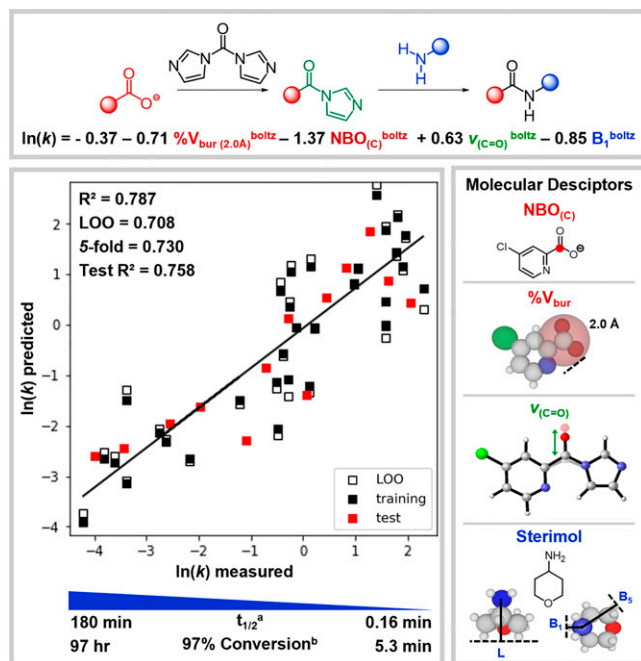 O
N N N N
O
O⊖
O
N N
H N H
O
N H
ln(k) = - 0.37 – 0.71 %Vbur (2.0Å)boltz – 1.37 NBO(C)boltz + 0.63 ν(C=O)boltz – 0.85 B1boltz
R² = 0.787
LOO = 0.708
5-fold = 0.730
Test R² = 0.758
ln(k) predicted
2
1
0
−1
−2
−3
−4
LOO
training
test
−4 −3 −2 −1 0 1 2
ln(k) measured
180 min t1/2a 0.16 min
97 hr 97% Conversionb 5.3 min
Molecular Desciptors
NBO(C)
Cl O
N O⊖
%Vbur
2.0 Å
ν(C=O)
Sterimol
NH2
O
B1 B5
L